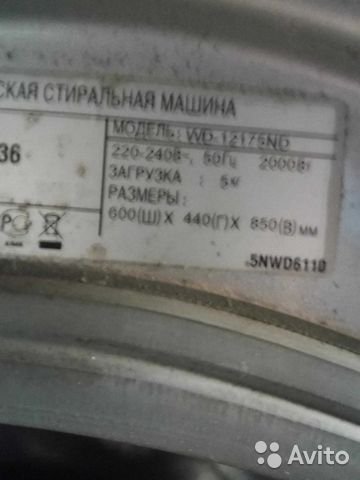 СКАЯ СТИРАЛЬНАЯ МАШИНА
МОДЕЛЬ: WD-12175ND
36
220-240В~, 50Гц 2000Вт
ЗАГРУЗКА : 5кг
РАЗМЕРЫ :
600(Ш)X 440(Г)X 850(В)мм
5NWD6110
Avito